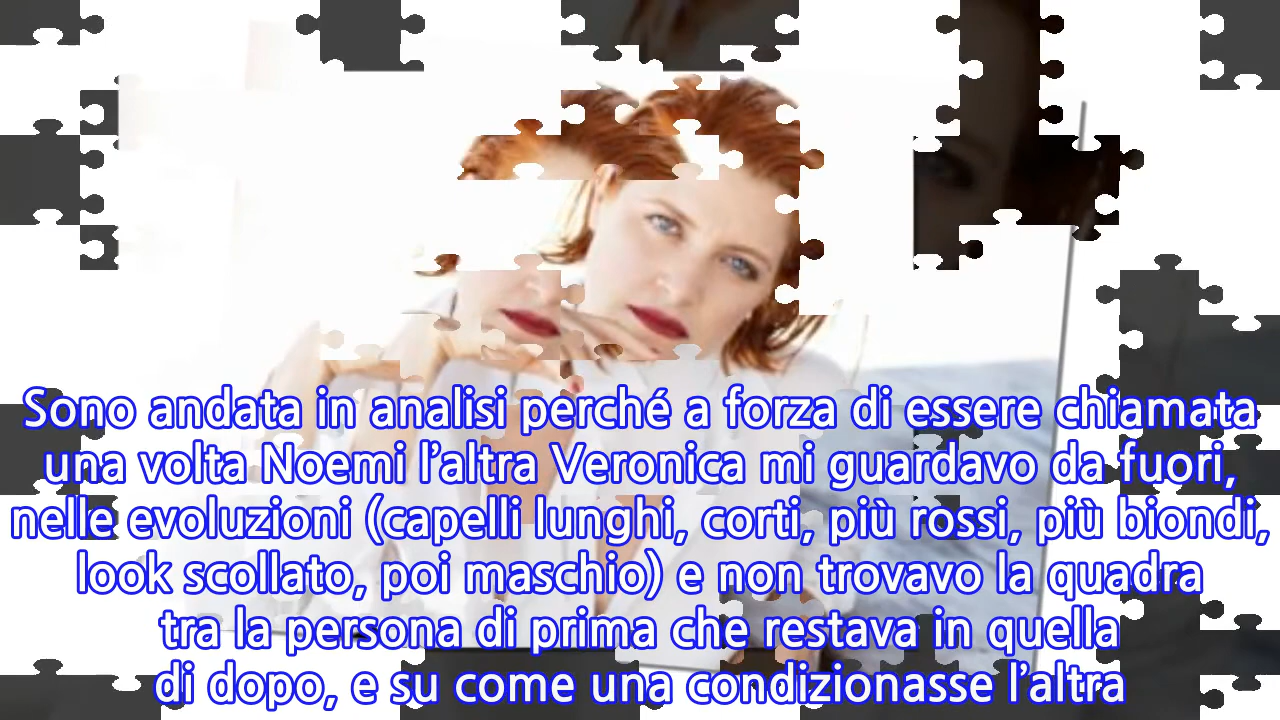 Sono andata in analisi perché a forza di essere chiamata
una volta Noemi l’altra Veronica mi guardavo da fuori,
nelle evoluzioni (capelli lunghi, corti, più rossi, più biondi,
look scollato, poi maschio) e non trovavo la quadra
tra la persona di prima che restava in quella
di dopo, e su come una condizionasse l’altra